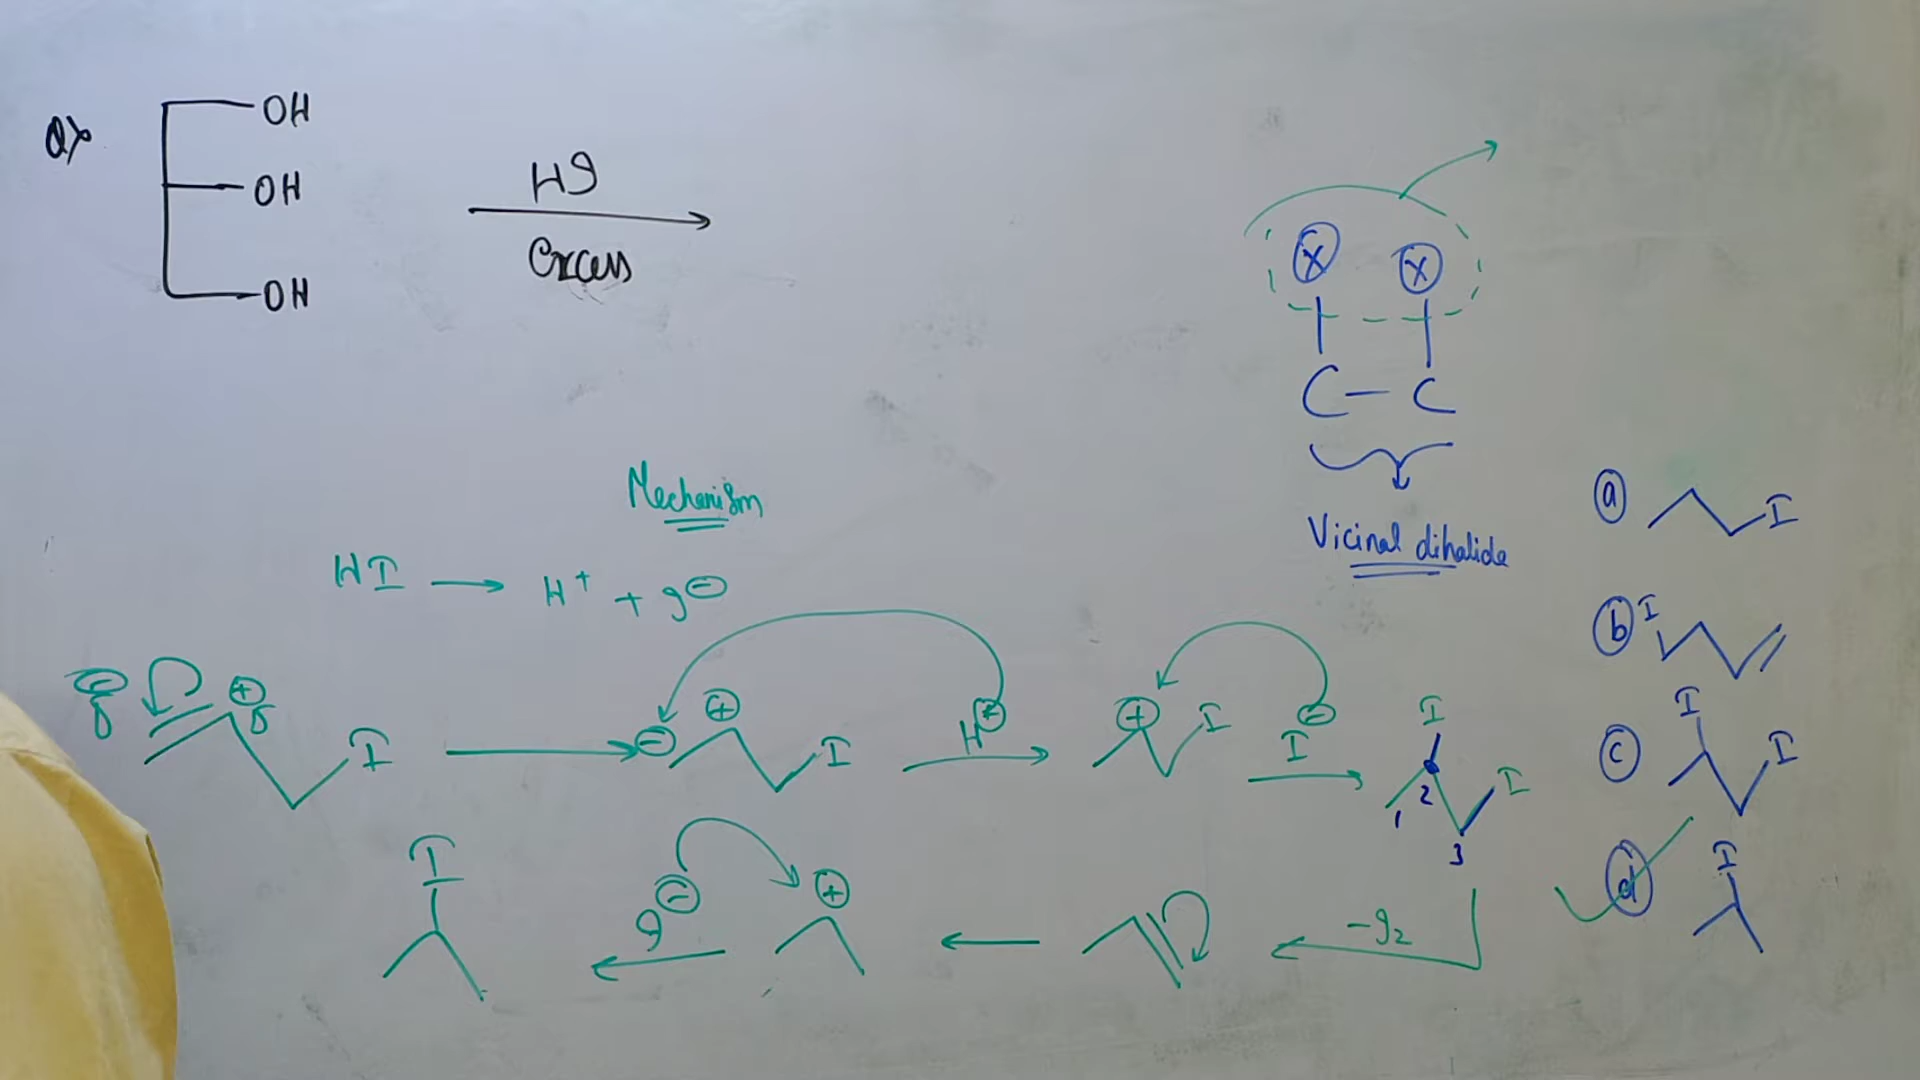 Q)
OH
OH
OH
HI
Excess
X X
C - C
Vicinal dihalide
Mechanism
HI → H⁺ + I⊖
⊖ ⊕ I
→
⊖ ⊕ I
H⊕
→
⊕ I
I⊖
→
I
I
1 2 3
-I₂
←
←
⊕
I⊖
←
I
ⓐ I
ⓑ I
ⓒ I I
ⓓ I